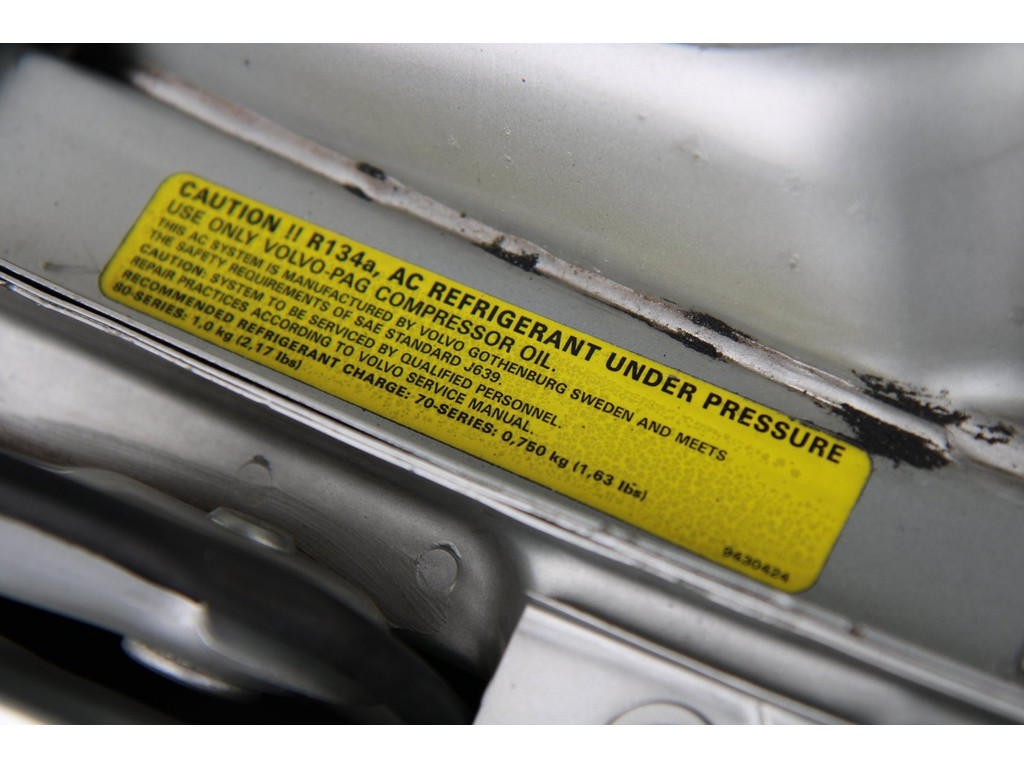 CAUTION !! R134a, AC REFRIGERANT UNDER PRESSURE
USE ONLY VOLVO-PAG COMPRESSOR OIL.
THIS AC SYSTEM IS MANUFACTURED BY VOLVO GOTHENBURG SWEDEN AND MEETS
THE SAFETY REQUIREMENTS OF SAE STANDARD J639.
CAUTION: SYSTEM TO BE SERVICED BY QUALIFIED PERSONNEL.
REPAIR PRACTICES ACCORDING TO VOLVO SERVICE MANUAL.
RECOMMENDED REFRIGERANT CHARGE: 70-SERIES: 0,750 kg (1,63 lbs)
80-SERIES: 1,0 kg (2,17 lbs)
9430424